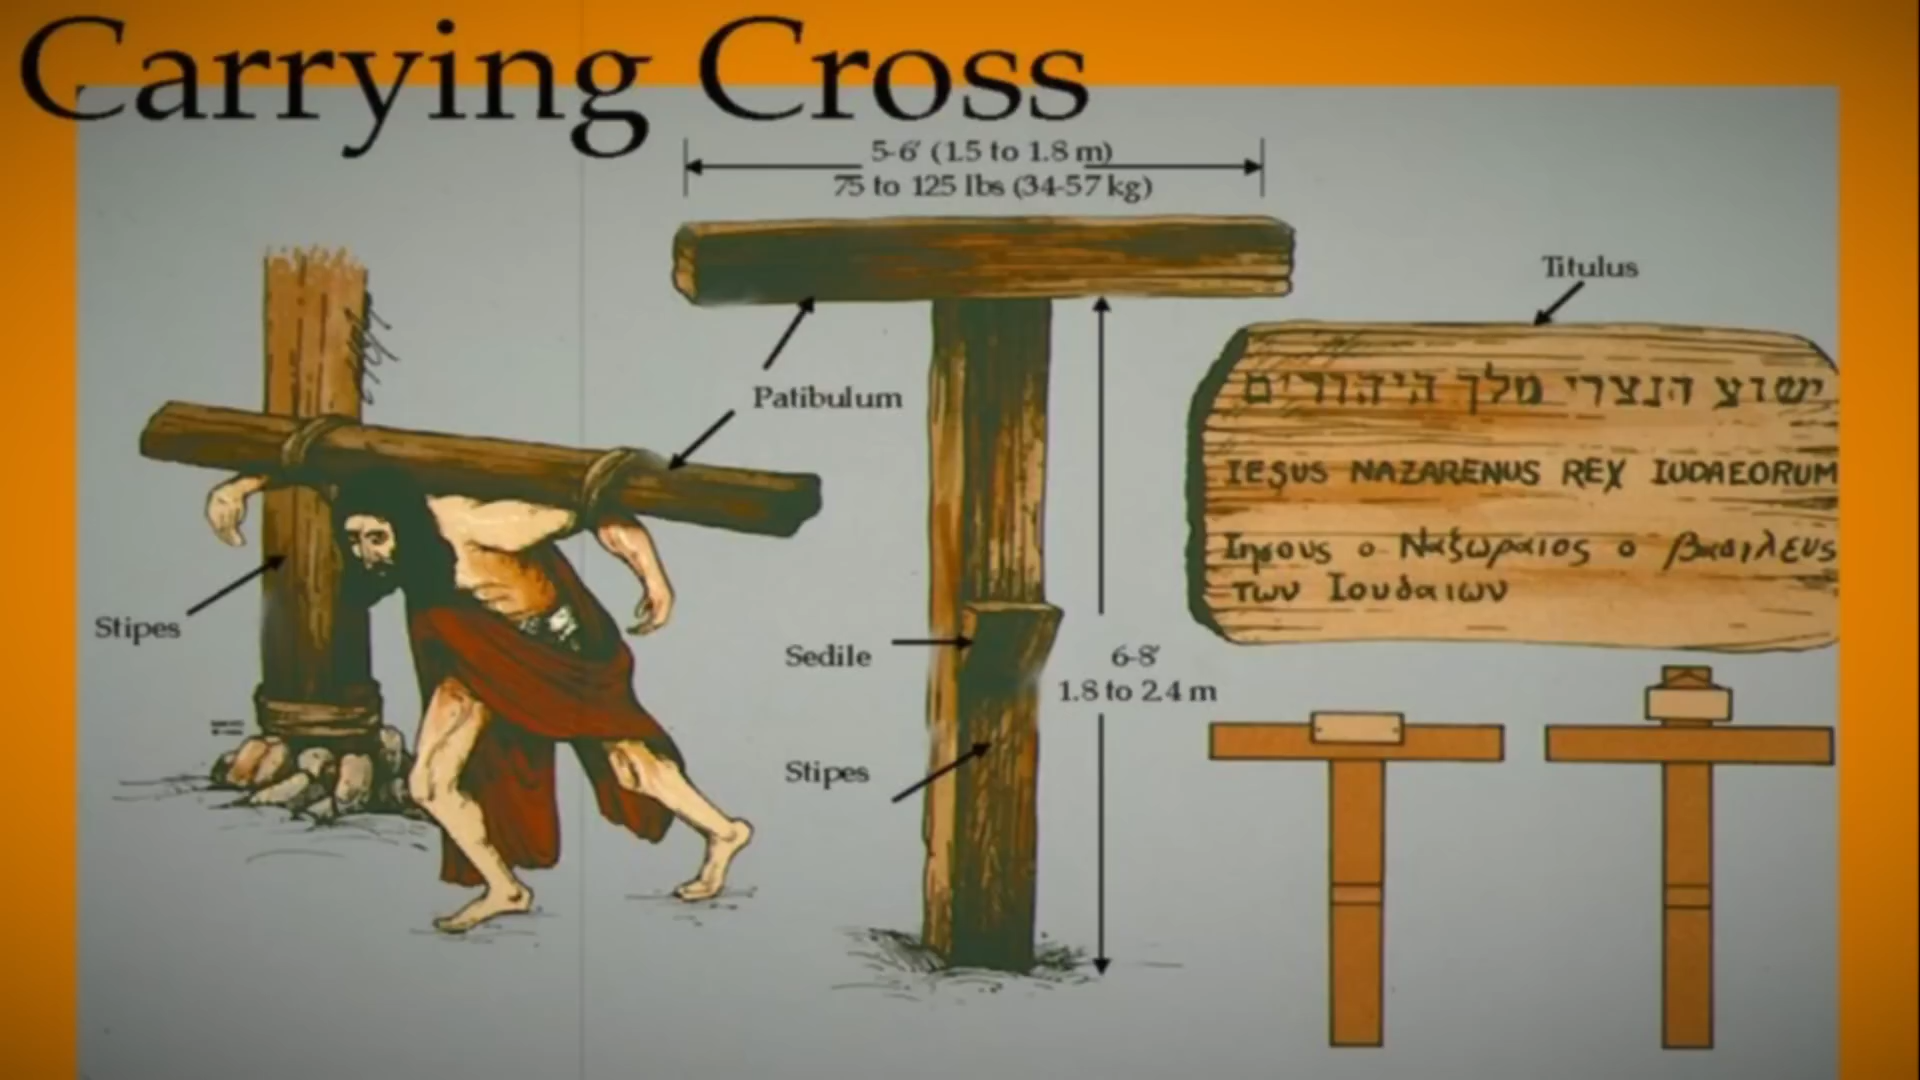 Carrying Cross
5-6' (1.5 to 1.8 m)
75 to 125 lbs (34-57 kg)
Titulus
Patibulum
ישוע הנצרי מלך היהודים
IESUS NAZARENUS REX IUDAEORUM
Ιησους ο Ναζωραιος ο βασιλευς
των Ιουδαιων
Stipes
Sedile
6-8'
1.8 to 2.4 m
Stipes